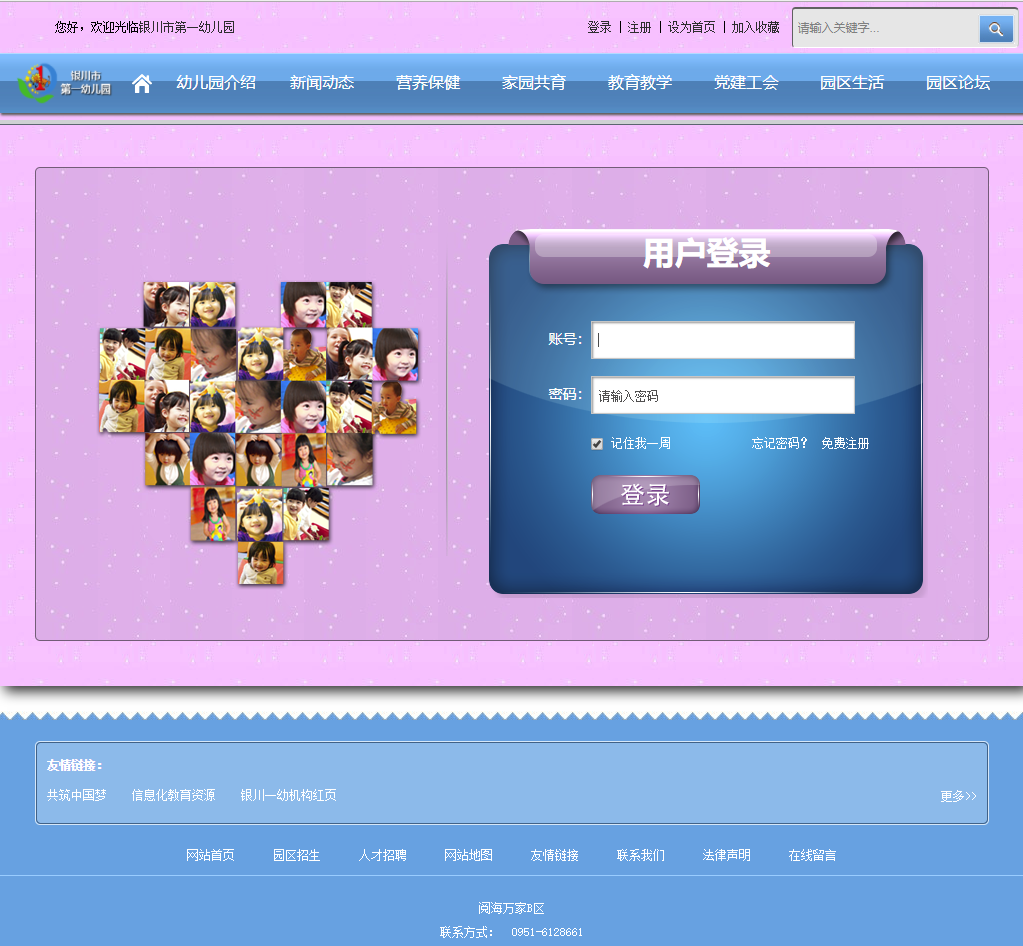 您好，欢迎光临银川市第一幼儿园
登录 | 注册 | 设为首页 | 加入收藏
请输入关键字...
银川市
第一幼儿园
幼儿园介绍 新闻动态 营养保健 家园共育 教育教学 党建工会 园区生活 园区论坛
用户登录
账号：
密码： 请输入密码
记住我一周 忘记密码？ 免费注册
登录
友情链接：
共筑中国梦 信息化教育资源 银川一幼机构红页 更多>>
网站首页 园区招生 人才招聘 网站地图 友情链接 联系我们 法律声明 在线留言
阅海万家B区
联系方式： 0951-6128661